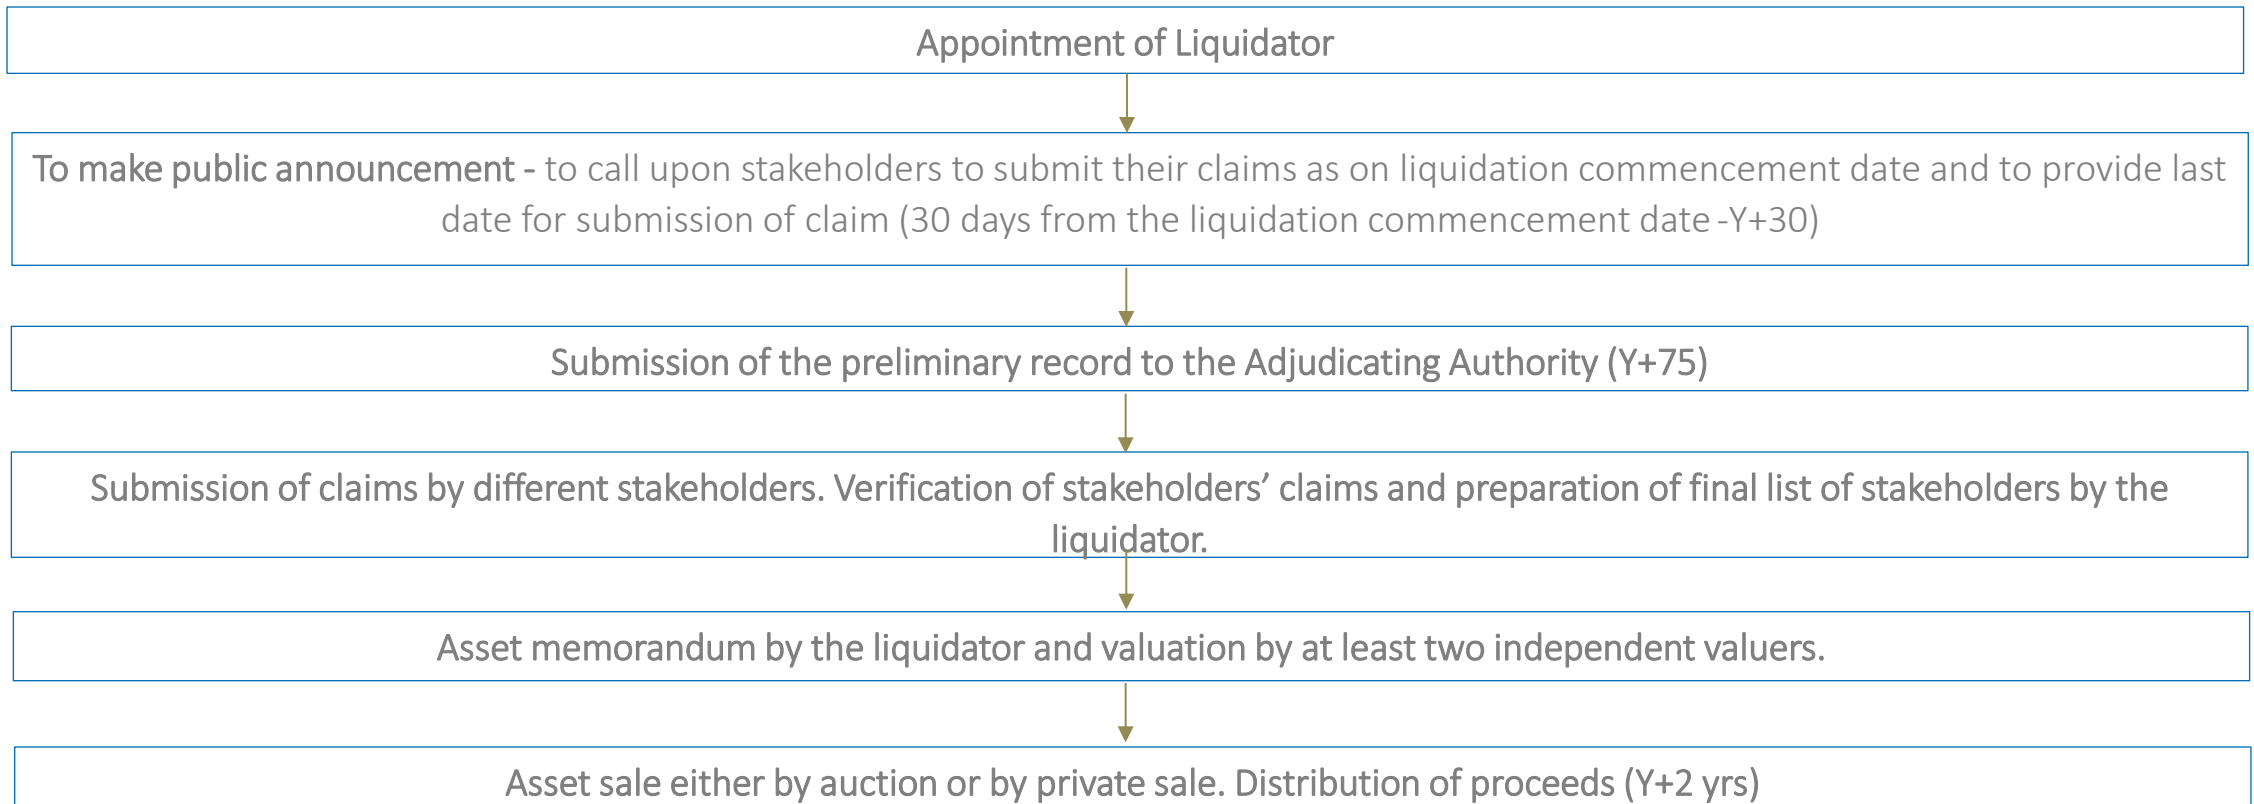 Appointment of Liquidator
To make public announcement - to call upon stakeholders to submit their claims as on liquidation commencement date and to provide last
date for submission of claim (30 days from the liquidation commencement date -Y+30)
Submission of the preliminary record to the Adjudicating Authority (Y+75)
Submission of claims by different stakeholders. Verification of stakeholders’ claims and preparation of final list of stakeholders by the
liquidator.
Asset memorandum by the liquidator and valuation by at least two independent valuers.
Asset sale either by auction or by private sale. Distribution of proceeds (Y+2 yrs)